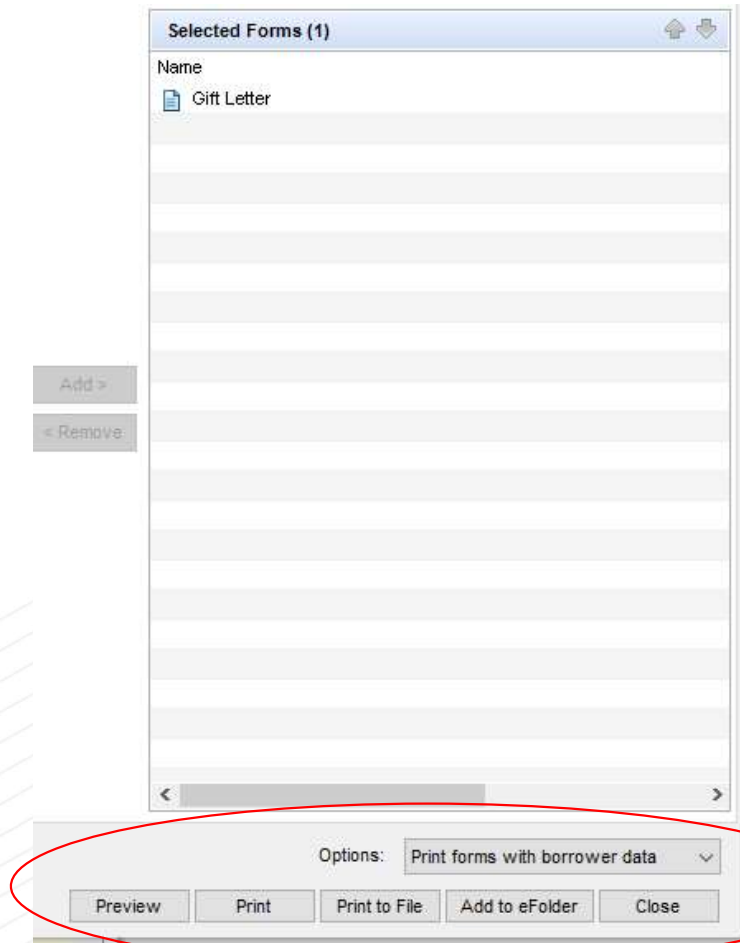 Selected Forms (1)
Name
Gift Letter
Add >
< Remove
Options: Print forms with borrower data
Preview Print Print to File Add to eFolder Close